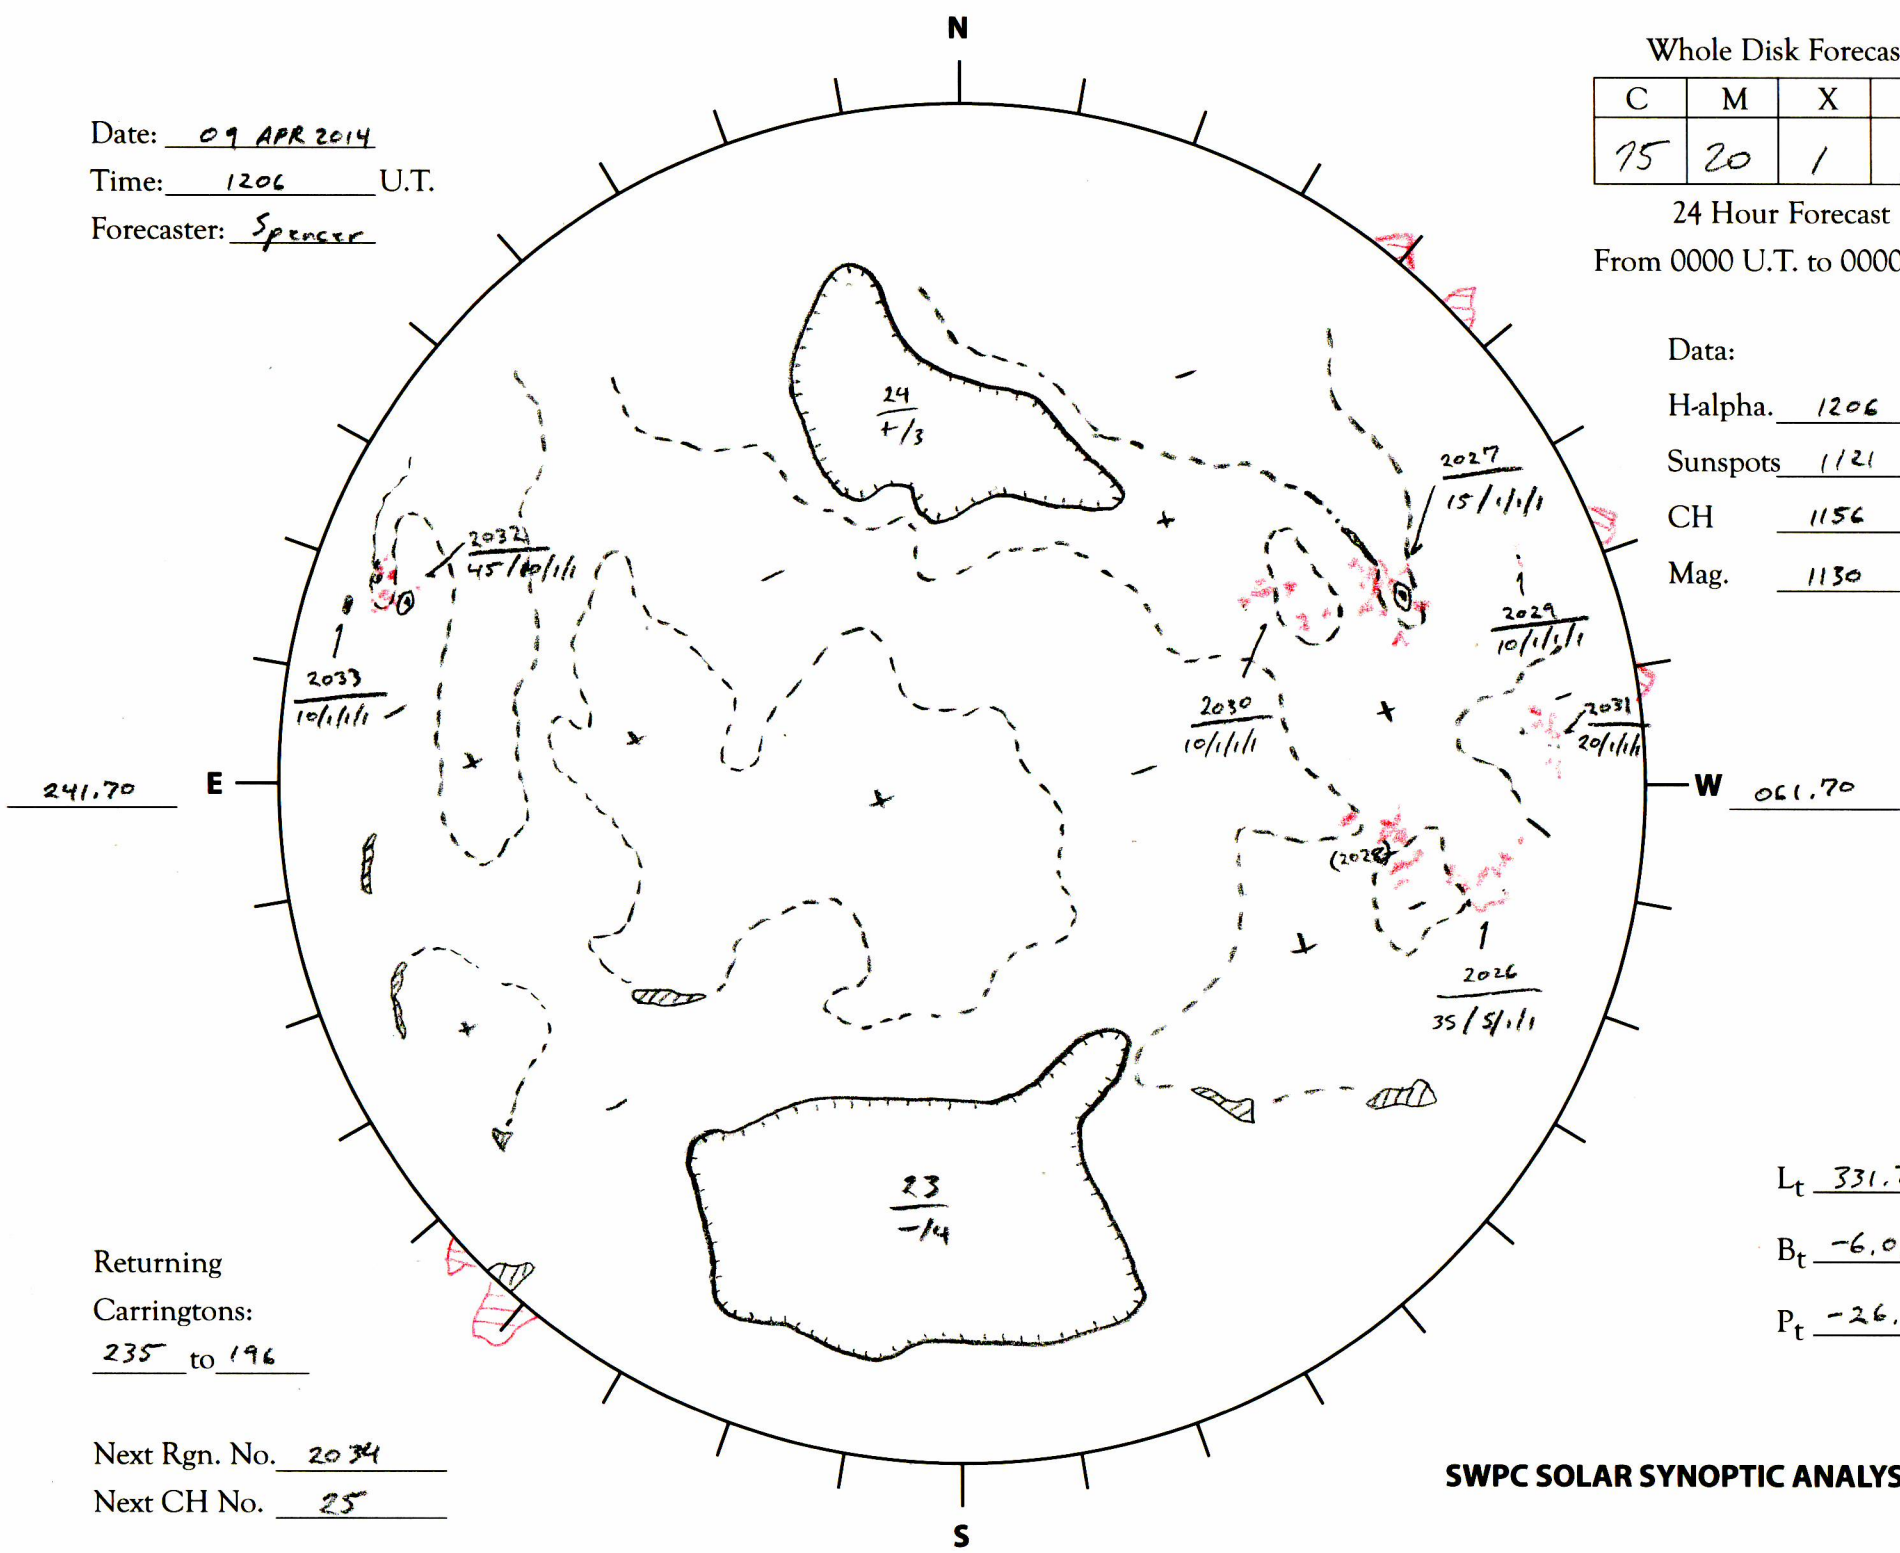 N
Whole Disk Forecas
C M X
75 20 1
24 Hour Forecast
From 0000 U.T. to 0000
Date: 09 APR 2014
Time: 1206 U.T.
Forecaster: Spencer
Data:
H-alpha. 1206
Sunspots 1121
CH 1156
Mag. 1130
24
+/3
2027
15/1/1/1
2032
45/10/1/1
2029
10/1/1/1
2033
10/1/1/1
2030
10/1/1/1
2031
20/1/1/1
241.70 E
W 061.70
(2028)
2026
35/5/1/1
23
-/4
Lt 331.
Bt -6.0
Pt -26.
Returning
Carringtons:
235 to 196
Next Rgn. No. 2034
Next CH No. 25
SWPC SOLAR SYNOPTIC ANALYS
S